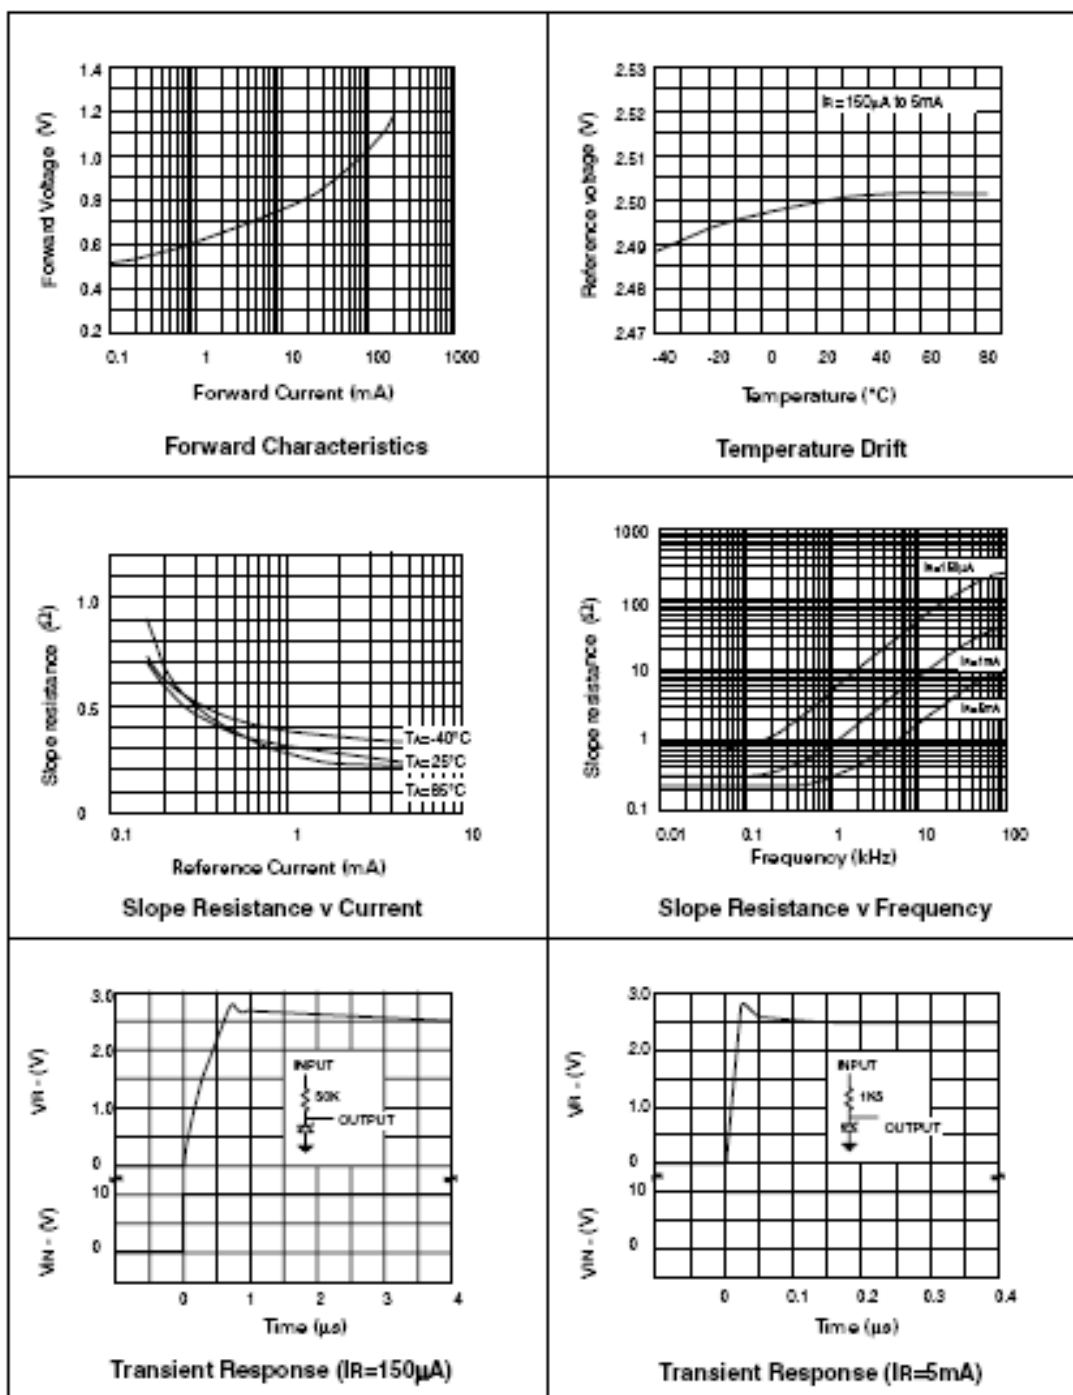 1.4
1.2
1.0
0.8
0.6
0.4
0.2
Forward Voltage (V)
0.1 1 10 100 1000
Forward Current (mA)
Forward Characteristics
2.53
2.52
2.51
2.50
2.49
2.48
2.47
Reference voltage (V)
IR=150µA to 5mA
-40 -20 0 20 40 60 80
Temperature (°C)
Temperature Drift
1.0
0.5
0
Slope resistance (Ω)
TA=-40°C
TA=25°C
TA=85°C
0.1 1 10
Reference Current (mA)
Slope Resistance v Current
1000
100
10
1
0.1
Slope resistance (Ω)
IR=150µA
IR=1mA
IR=5mA
0.01 0.1 1 10 100
Frequency (kHz)
Slope Resistance v Frequency
3.0
2.0
1.0
0
10
0
VR - (V)
VIN - (V)
INPUT
50K
OUTPUT
0 1 2 3 4
Time (µs)
Transient Response (IR=150µA)
3.0
2.0
1.0
0
10
0
VR - (V)
VIN - (V)
INPUT
1K5
OUTPUT
0 0.1 0.2 0.3 0.4
Time (µs)
Transient Response (IR=5mA)